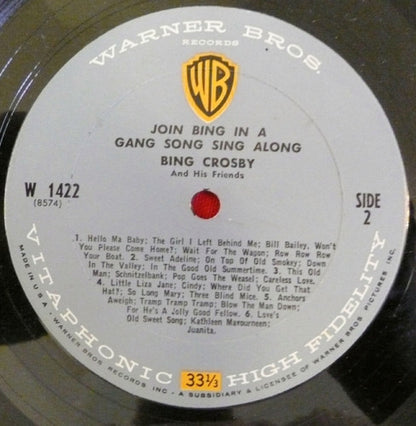 WARNER BROS.
RECORDS
WB
JOIN BING IN A
GANG SONG SING ALONG
BING CROSBY
And His Friends
W 1422
(8574)
SIDE
2
1. Hello Ma Baby; The Girl I Left Behind Me; Bill Bailey, Won't
You Please Come Home?; Wait For The Wagon; Row Row Row
Your Boat. 2. Sweet Adeline; On Top Of Old Smokey; Down
In The Valley; In The Good Old Summertime. 3. This Old
Man; Schnitzelbank; Pop Goes The Weasel; Careless Love.
4. Little Liza Jane; Cindy; Where Did You Get That
Hat?; So Long Mary; Three Blind Mice. 5. Anchors
Aweigh; Tramp Tramp Tramp; Blow The Man Down;
For He's A Jolly Good Fellow. 6. Love's
Old Sweet Song; Kathleen Mavourneen;
Juanita.
VITAPHONIC HIGH FIDELITY
33⅓
MADE IN U.S.A. • WARNER BROS. RECORDS INC. • A SUBSIDIARY & LICENSEE OF WARNER BROS. PICTURES INC.